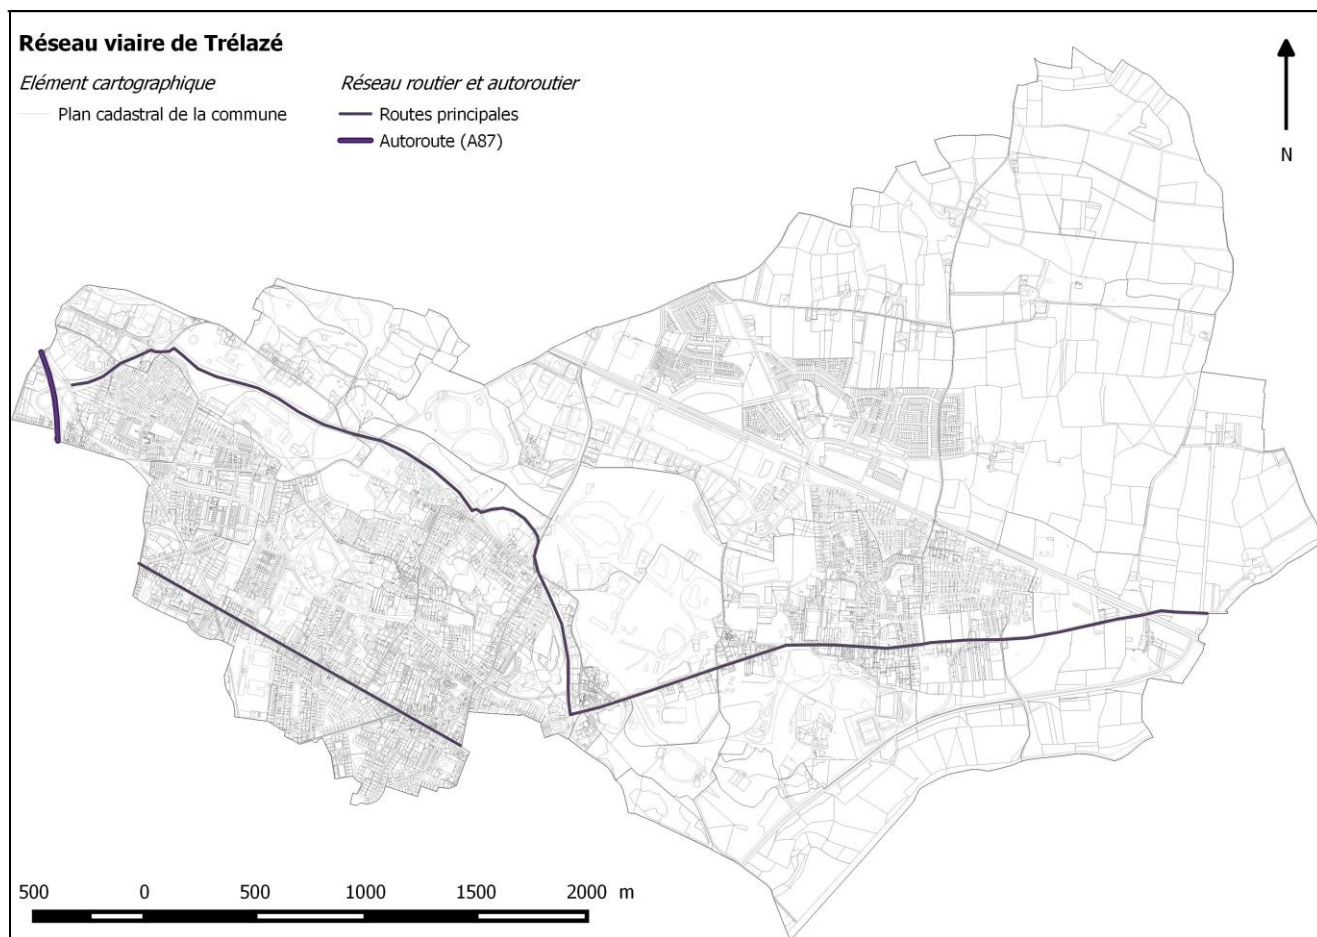 Réseau viaire de Trélazé
Elément cartographique
Réseau routier et autoroutier
Plan cadastral de la commune
Routes principales
Autoroute (A87)
N
500 0 500 1000 1500 2000 m